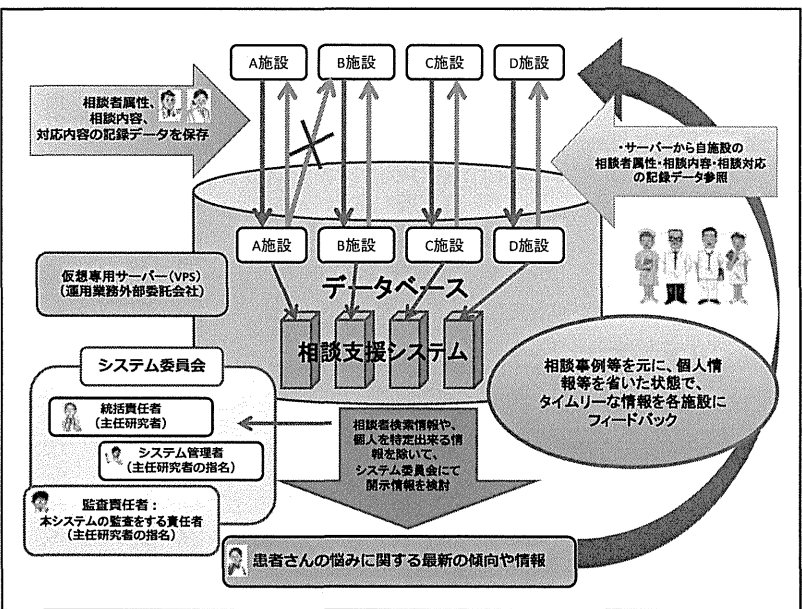 A施設
B施設
C施設
D施設
相談者属性、
相談内容、
対応内容の記録データを保存
・サーバーから自施設の
相談者属性・相談内容・相談対応
の記録データ参照
A施設
B施設
C施設
D施設
仮想専用サーバー(VPS)
(運用業務外部委託会社)
データベース
相談支援システム
システム委員会
統括責任者
(主任研究者)
システム管理者
(主任研究者の指名)
監査責任者:
本システムの監査をする責任者
(主任研究者の指名)
相談者検索情報や、
個人を特定出来る情
報を除いて、
システム委員会にて
開示情報を検討
相談事例等を元に、個人情
報等を省いた状態で、
タイムリーな情報を各施設に
フィードバック
患者さんの悩みに関する最新の傾向や情報